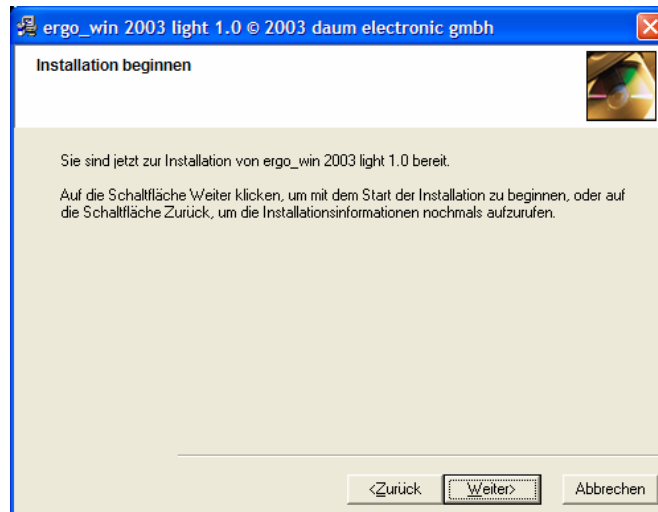 ergo_win 2003 light 1.0 © 2003 daum electronic gmbh
Installation beginnen
Sie sind jetzt zur Installation von ergo_win 2003 light 1.0 bereit.
Auf die Schaltfläche Weiter klicken, um mit dem Start der Installation zu beginnen, oder auf
die Schaltfläche Zurück, um die Installationsinformationen nochmals aufzurufen.
<Zurück Weiter> Abbrechen